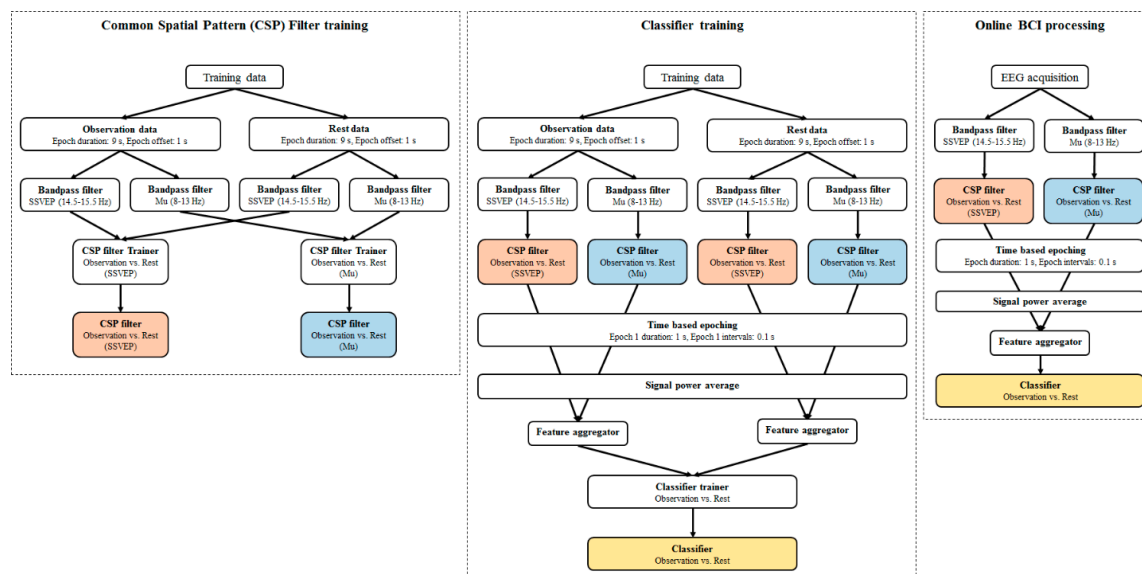 Common Spatial Pattern (CSP) Filter training
Training data
Observation data
Epoch duration: 9 s, Epoch offset: 1 s
Rest data
Epoch duration: 9 s, Epoch offset: 1 s
Bandpass filter
SSVEP (14.5-15.5 Hz)
Bandpass filter
Mu (8-13 Hz)
Bandpass filter
SSVEP (14.5-15.5 Hz)
Bandpass filter
Mu (8-13 Hz)
CSP filter Trainer
Observation vs. Rest
(SSVEP)
CSP filter Trainer
Observation vs. Rest
(Mu)
CSP filter
Observation vs. Rest
(SSVEP)
CSP filter
Observation vs. Rest
(Mu)
Classifier training
Training data
Observation data
Epoch duration: 9 s, Epoch offset: 1 s
Rest data
Epoch duration: 9 s, Epoch offset: 1 s
Bandpass filter
SSVEP (14.5-15.5 Hz)
Bandpass filter
Mu (8-13 Hz)
Bandpass filter
SSVEP (14.5-15.5 Hz)
Bandpass filter
Mu (8-13 Hz)
CSP filter
Observation vs. Rest
(SSVEP)
CSP filter
Observation vs. Rest
(Mu)
CSP filter
Observation vs. Rest
(SSVEP)
CSP filter
Observation vs. Rest
(Mu)
Time based epoching
Epoch 1 duration: 1 s, Epoch 1 intervals: 0.1 s
Signal power average
Feature aggregator
Feature aggregator
Classifier trainer
Observation vs. Rest
Classifier
Observation vs. Rest
Online BCI processing
EEG acquisition
Bandpass filter
SSVEP (14.5-15.5 Hz)
Bandpass filter
Mu (8-13 Hz)
CSP filter
Observation vs. Rest
(SSVEP)
CSP filter
Observation vs. Rest
(Mu)
Time based epoching
Epoch duration: 1 s, Epoch intervals: 0.1 s
Signal power average
Feature aggregator
Classifier
Observation vs. Rest